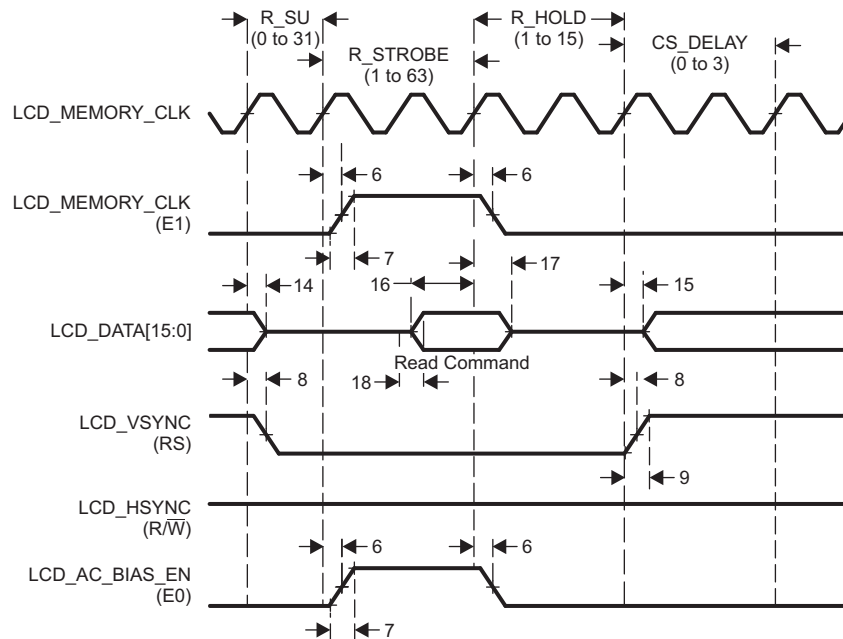 R_SU
(0 to 31)
R_HOLD
(1 to 15)
R_STROBE
(1 to 63)
CS_DELAY
(0 to 3)
LCD_MEMORY_CLK
6
6
LCD_MEMORY_CLK
(E1)
7
17
14
16
15
LCD_DATA[15:0]
Read Command
18
8
8
LCD_VSYNC
(RS)
9
LCD_HSYNC
(R/W̅)
6
6
LCD_AC_BIAS_EN
(E0)
7